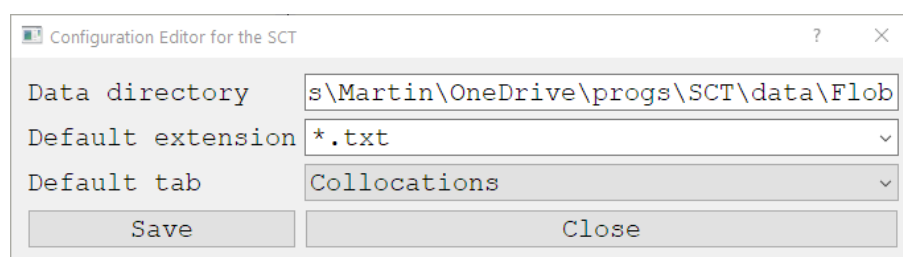 Configuration Editor for the SCT ? ×
Data directory s\Martin\OneDrive\progs\SCT\data\Flob
Default extension *.txt
Default tab Collocations
Save Close